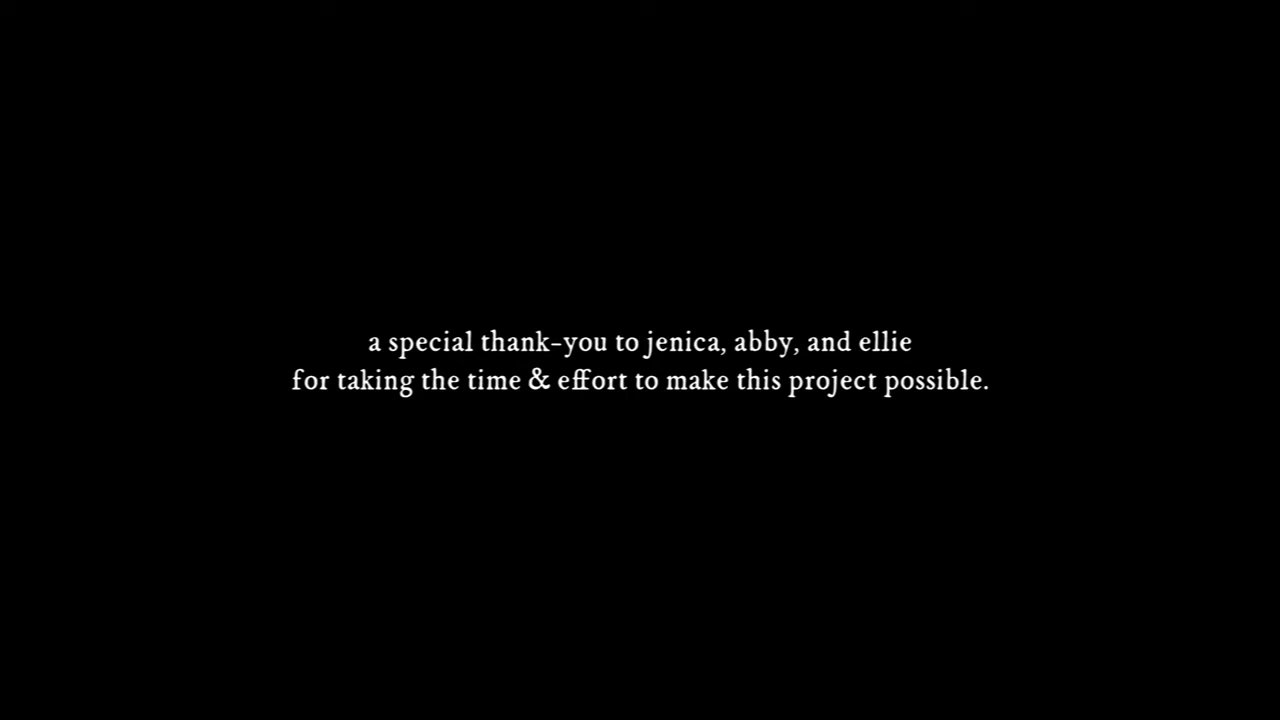 a special thank-you to jenica, abby, and ellie
for taking the time & effort to make this project possible.